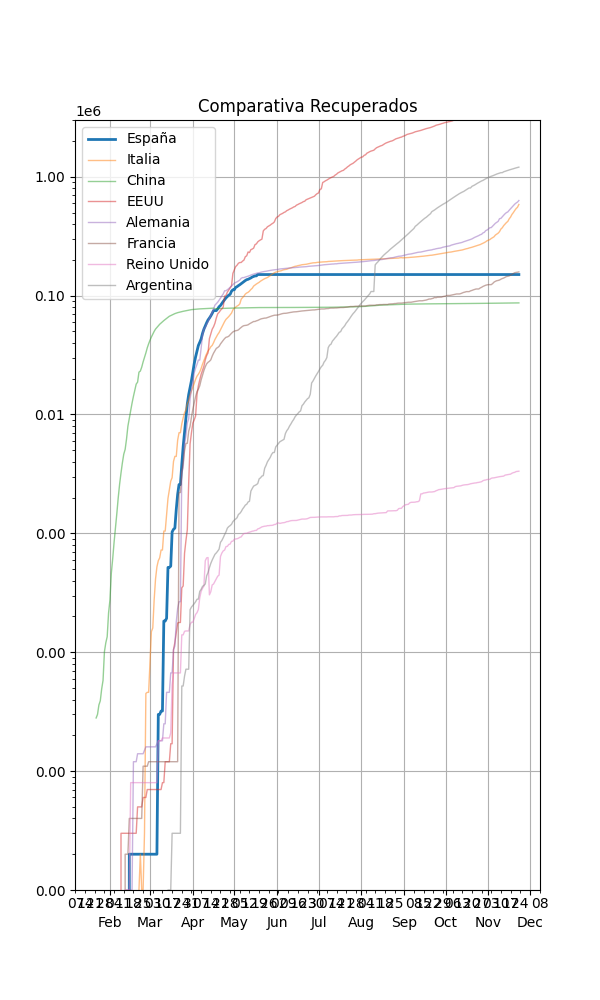 Comparativa Recuperados
1e6
España
Italia
China
EEUU
Alemania
Francia
Reino Unido
Argentina
1.00
0.10
0.01
0.00
0.00
0.00
0.00
Feb Mar Apr May Jun Jul Aug Sep Oct Nov Dec